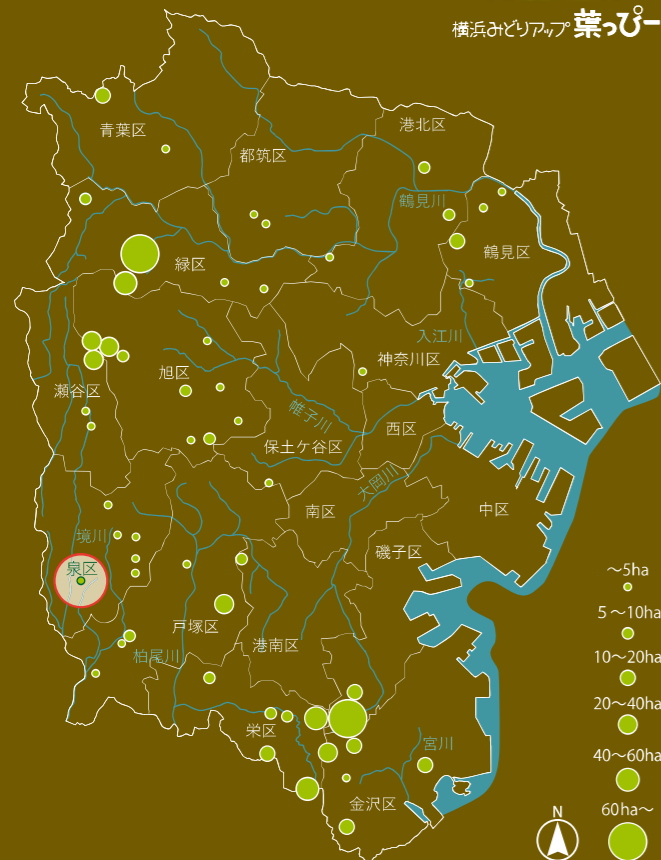 横浜みどりアップ 葉っぴー
青葉区
都筑区
港北区
鶴見川
鶴見区
緑区
入江川
神奈川区
旭区
瀬谷区
帷子川
西区
保土ケ谷区
大岡川
南区
中区
境川
磯子区
泉区
戸塚区
港南区
柏尾川
栄区
宮川
金沢区
～5ha
5～10ha
10～20ha
20～40ha
40～60ha
60ha～
N